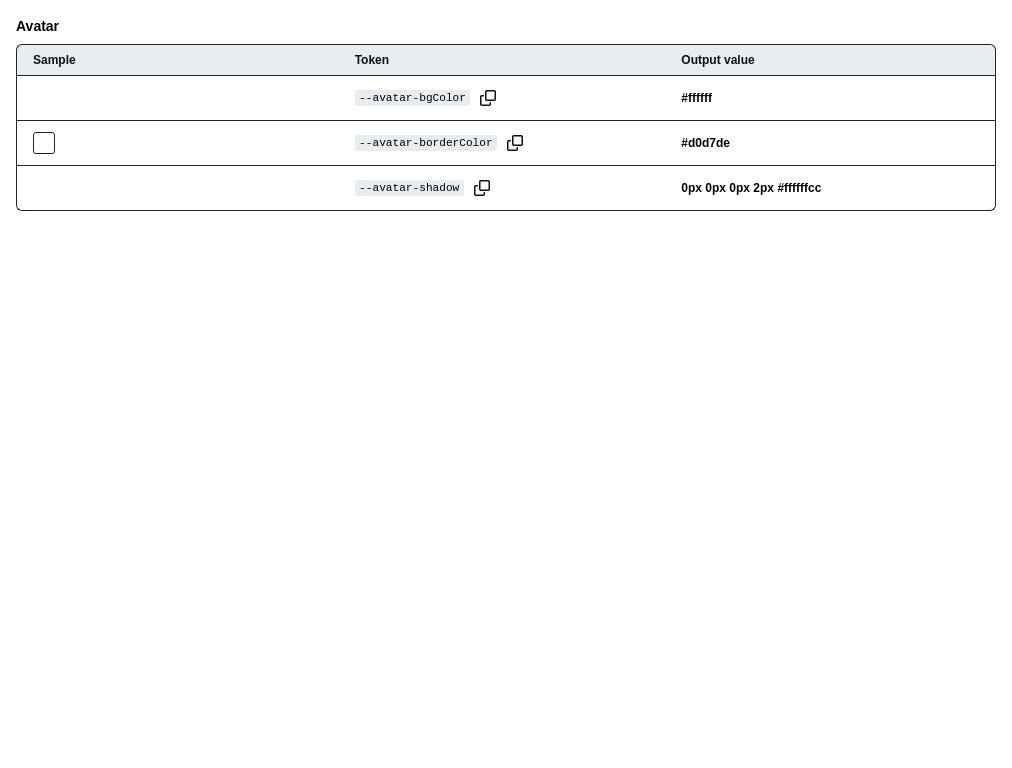 Avatar
Sample Token Output value
--avatar-bgColor #ffffff
--avatar-borderColor #d0d7de
--avatar-shadow 0px 0px 0px 2px #ffffffcc